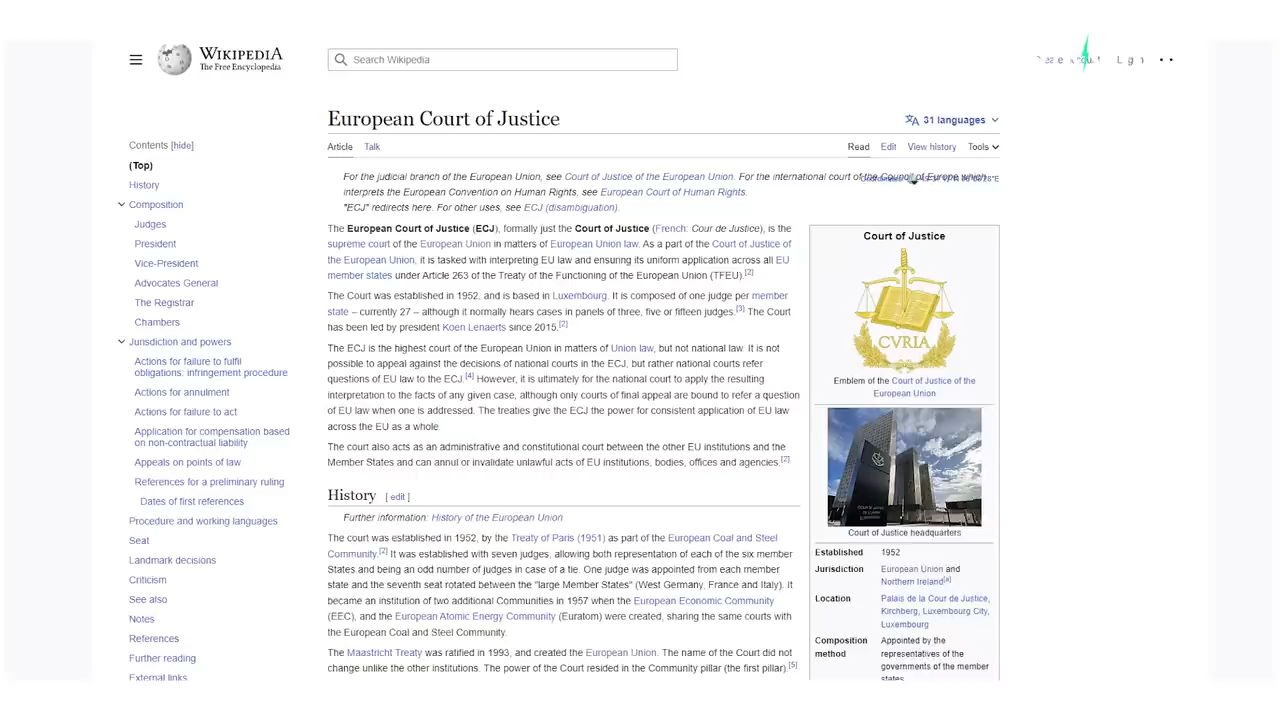 WIKIPEDIA
The Free Encyclopedia
Search Wikipedia
European Court of Justice
31 languages
Article Talk
Read Edit View history Tools
Contents [hide]
(Top)
History
Composition
Judges
President
Vice-President
Advocates General
The Registrar
Chambers
Jurisdiction and powers
Actions for failure to fulfil
obligations: infringement procedure
Actions for annulment
Actions for failure to act
Application for compensation based
on non-contractual liability
Appeals on points of law
References for a preliminary ruling
Dates of first references
Procedure and working languages
Seat
Landmark decisions
Criticism
See also
Notes
References
Further reading
External links
For the judicial branch of the European Union, see Court of Justice of the European Union. For the international court of the Council of Europe which
interprets the European Convention on Human Rights, see European Court of Human Rights.
"ECJ" redirects here. For other uses, see ECJ (disambiguation).
The European Court of Justice (ECJ), formally just the Court of Justice (French: Cour de Justice), is the
supreme court of the European Union in matters of European Union law. As a part of the Court of Justice of
the European Union, it is tasked with interpreting EU law and ensuring its uniform application across all EU
member states under Article 263 of the Treaty of the Functioning of the European Union (TFEU).[2]
The Court was established in 1952, and is based in Luxembourg. It is composed of one judge per member
state – currently 27 – although it normally hears cases in panels of three, five or fifteen judges.[3] The Court
has been led by president Koen Lenaerts since 2015.[2]
The ECJ is the highest court of the European Union in matters of Union law, but not national law. It is not
possible to appeal against the decisions of national courts in the ECJ, but rather national courts refer
questions of EU law to the ECJ.[4] However, it is ultimately for the national court to apply the resulting
interpretation to the facts of any given case, although only courts of final appeal are bound to refer a question
of EU law when one is addressed. The treaties give the ECJ the power for consistent application of EU law
across the EU as a whole.
The court also acts as an administrative and constitutional court between the other EU institutions and the
Member States and can annul or invalidate unlawful acts of EU institutions, bodies, offices and agencies.[2]
History [ edit ]
Further information: History of the European Union
The court was established in 1952, by the Treaty of Paris (1951) as part of the European Coal and Steel
Community.[2] It was established with seven judges, allowing both representation of each of the six member
States and being an odd number of judges in case of a tie. One judge was appointed from each member
state and the seventh seat rotated between the "large Member States" (West Germany, France and Italy). It
became an institution of two additional Communities in 1957 when the European Economic Community
(EEC), and the European Atomic Energy Community (Euratom) were created, sharing the same courts with
the European Coal and Steel Community.
The Maastricht Treaty was ratified in 1993, and created the European Union. The name of the Court did not
change unlike the other institutions. The power of the Court resided in the Community pillar (the first pillar).[5]
Court of Justice
CVRIA
Emblem of the Court of Justice of the
European Union
Court of Justice headquarters
Established 1952
Jurisdiction European Union and
Northern Ireland[a]
Location Palais de la Cour de Justice,
Kirchberg, Luxembourg City,
Luxembourg
Composition Appointed by the
method representatives of the
governments of the member
states